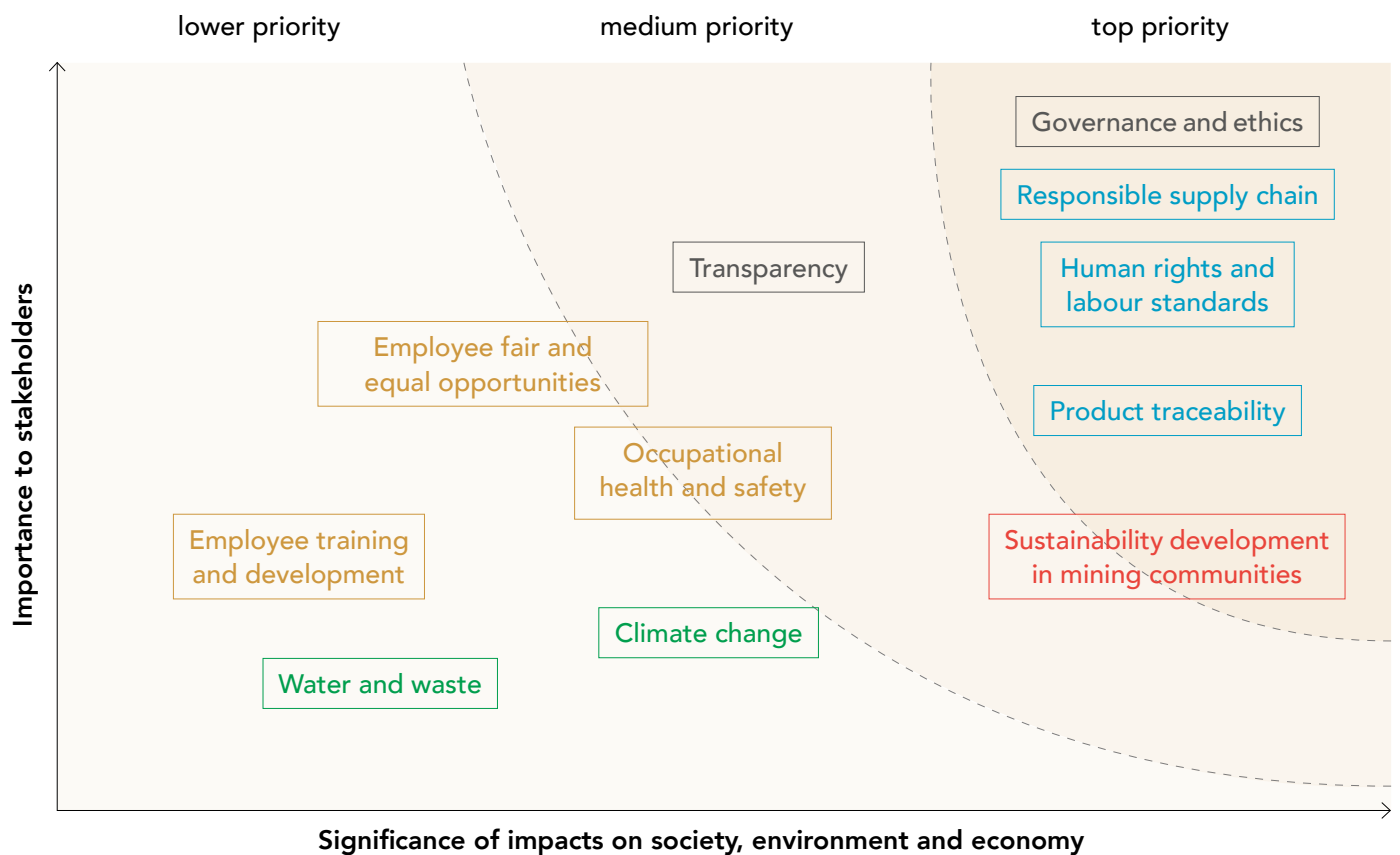 lower priority
medium priority
top priority
Governance and ethics
Responsible supply chain
Human rights and
labour standards
Transparency
Employee fair and
equal opportunities
Product traceability
Occupational
health and safety
Employee training
and development
Sustainability development
in mining communities
Climate change
Water and waste
Importance to stakeholders
Significance of impacts on society, environment and economy